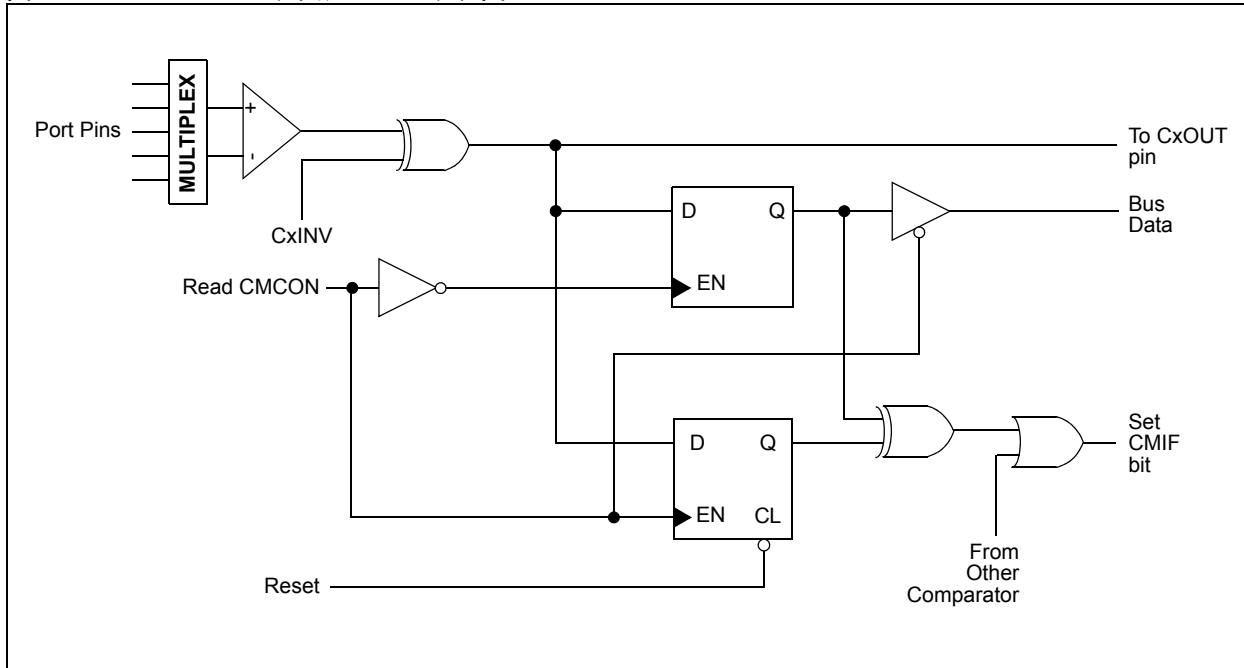 MULTIPLEX
+
-
Port Pins
CxINV
To CxOUT
pin
D
Q
EN
Bus
Data
Read CMCON
D
Q
EN
CL
Set
CMIF
bit
From
Other
Comparator
Reset